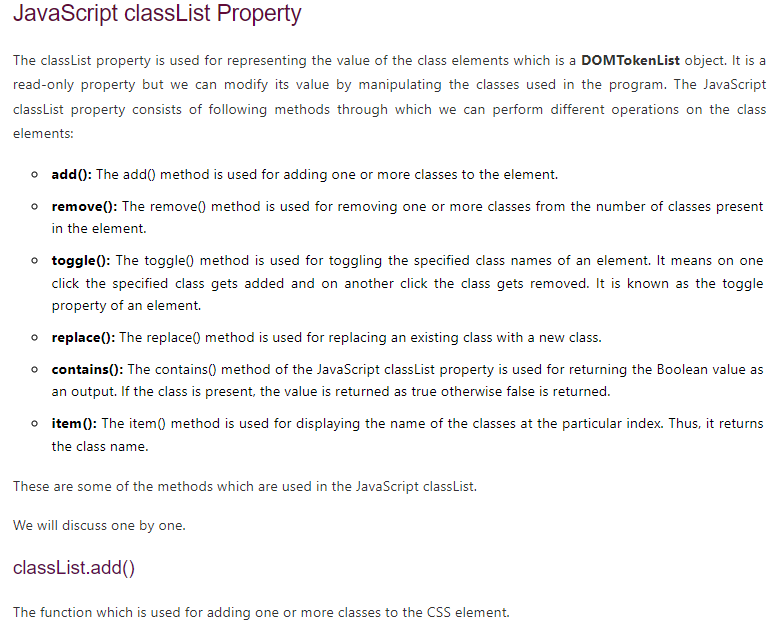 JavaScript classList Property
The classList property is used for representing the value of the class elements which is a DOMTokenList object. It is a
read-only property but we can modify its value by manipulating the classes used in the program. The JavaScript
classList property consists of following methods through which we can perform different operations on the class
elements:
add(): The add() method is used for adding one or more classes to the element.
remove(): The remove() method is used for removing one or more classes from the number of classes present
in the element.
toggle(): The toggle() method is used for toggling the specified class names of an element. It means on one
click the specified class gets added and on another click the class gets removed. It is known as the toggle
property of an element.
replace(): The replace() method is used for replacing an existing class with a new class.
contains(): The contains() method of the JavaScript classList property is used for returning the Boolean value as
an output. If the class is present, the value is returned as true otherwise false is returned.
item(): The item() method is used for displaying the name of the classes at the particular index. Thus, it returns
the class name.
These are some of the methods which are used in the JavaScript classList.
We will discuss one by one.
classList.add()
The function which is used for adding one or more classes to the CSS element.